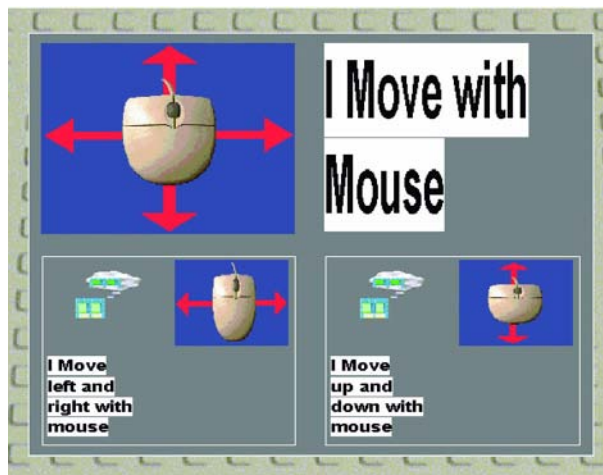 I Move with
Mouse
I Move
left and
right with
mouse
I Move
up and
down with
mouse